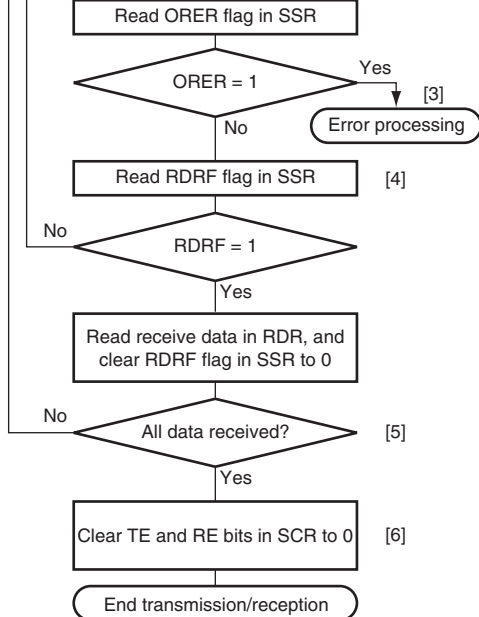 Read ORER flag in SSR
ORER = 1
Yes
[3]
Error processing
No
Read RDRF flag in SSR
[4]
No
RDRF = 1
Yes
Read receive data in RDR, and
clear RDRF flag in SSR to 0
No
All data received?
[5]
Yes
Clear TE and RE bits in SCR to 0
[6]
End transmission/reception